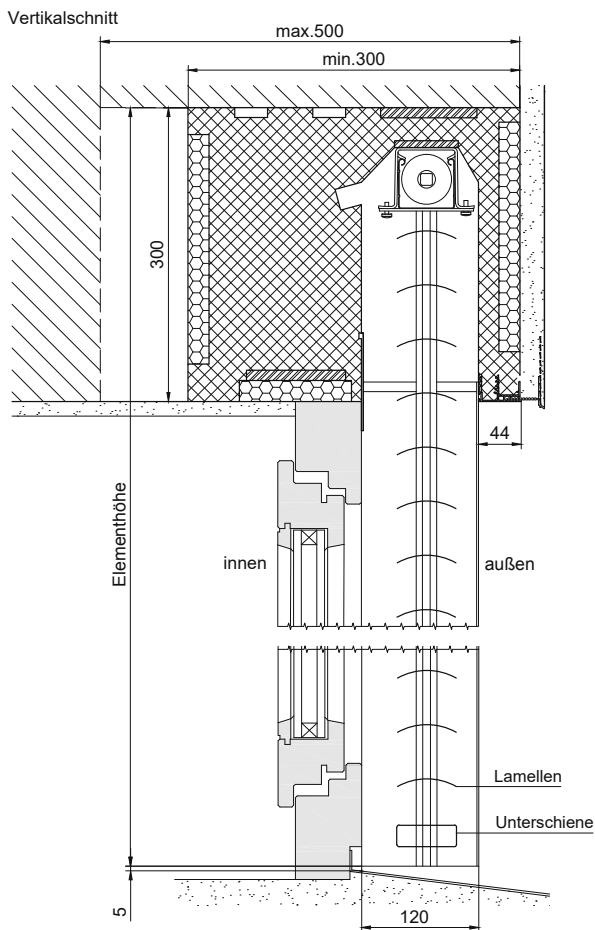 Vertikalschnitt
max.500
min.300
300
44
Elementhöhe
innen
außen
Lamellen
Unterschiene
5
120